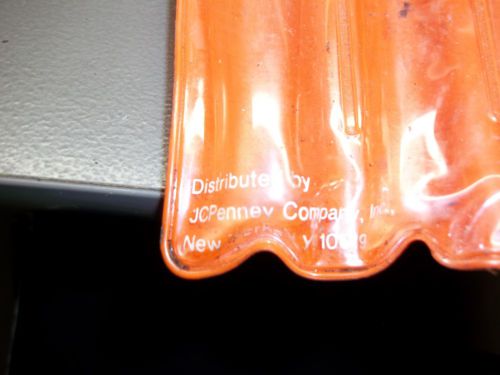 Distributed by
JCPenney Company, Inc.
New